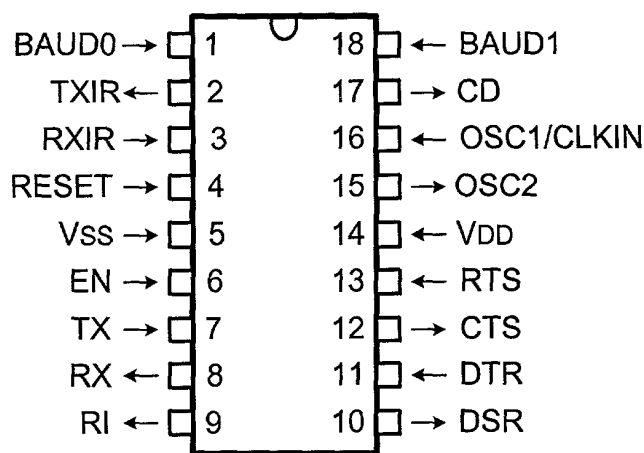 BAUD0 → 1 18 ← BAUD1
TXIR ← 2 17 → CD
RXIR → 3 16 ← OSC1/CLKIN
RESET → 4 15 → OSC2
VSS → 5 14 ← VDD
EN → 6 13 ← RTS
TX → 7 12 → CTS
RX ← 8 11 ← DTR
RI ← 9 10 → DSR